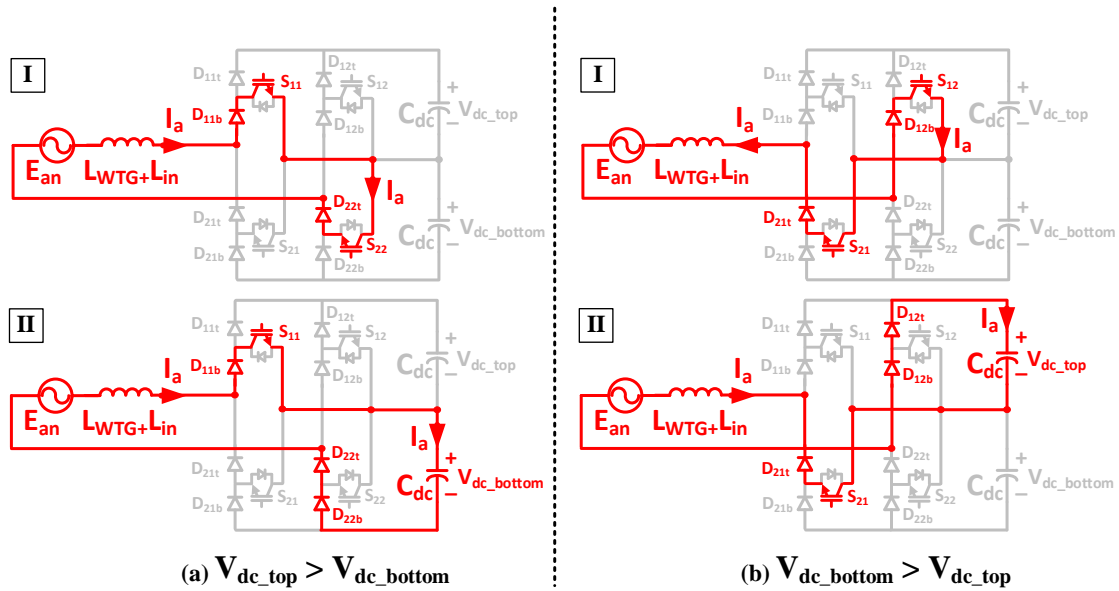 I
D11t
S11
D11b
D12t
S12
D12b
Ia
Ean
LWTG+Lin
Cdc
+
Vdc_top
−
Ia
D21t
S21
D21b
D22t
S22
D22b
Cdc
+
Vdc_bottom
−
II
D11t
S11
D11b
D12t
S12
D12b
Ia
Ean
LWTG+Lin
Cdc
+
Vdc_top
−
Ia
D21t
S21
D21b
D22t
S22
D22b
Cdc
+
Vdc_bottom
−
(a) Vdc_top > Vdc_bottom
I
D11t
S11
D11b
D12t
S12
D12b
Ia
Ia
Ean
LWTG+Lin
Cdc
+
Vdc_top
−
D21t
S21
D21b
D22t
S22
D22b
Cdc
+
Vdc_bottom
−
II
D11t
S11
D11b
D12t
S12
D12b
Ia
Ia
Ean
LWTG+Lin
Cdc
+
Vdc_top
−
D21t
S21
D21b
D22t
S22
D22b
Cdc
+
Vdc_bottom
−
(b) Vdc_bottom > Vdc_top